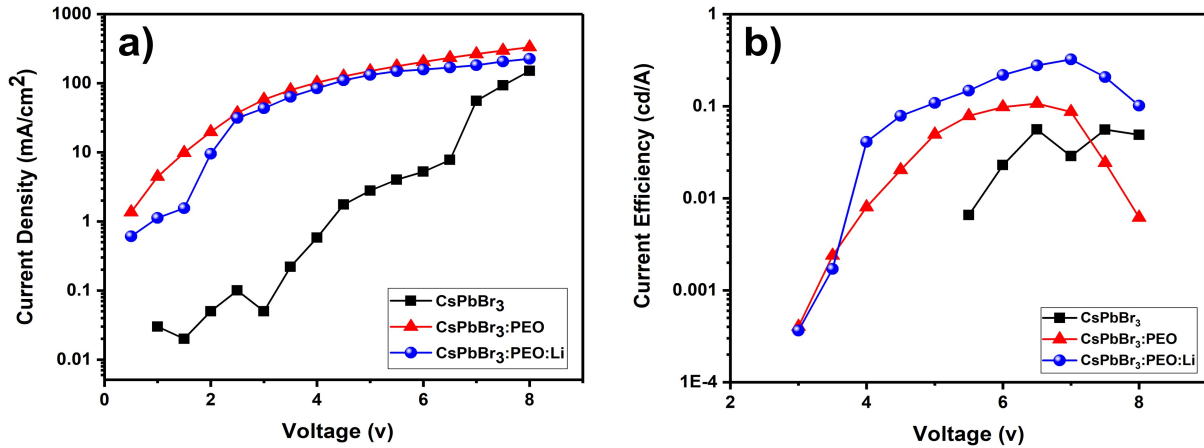 a)
Current Density (mA/cm²)
1000
100
10
1
0.1
0.01
0
2
4
6
8
Voltage (v)
CsPbBr₃
CsPbBr₃:PEO
CsPbBr₃:PEO:Li
b)
Current Efficiency (cd/A)
1
0.1
0.01
0.001
1E-4
2
4
6
8
Voltage (v)
CsPbBr₃
CsPbBr₃:PEO
CsPbBr₃:PEO:Li